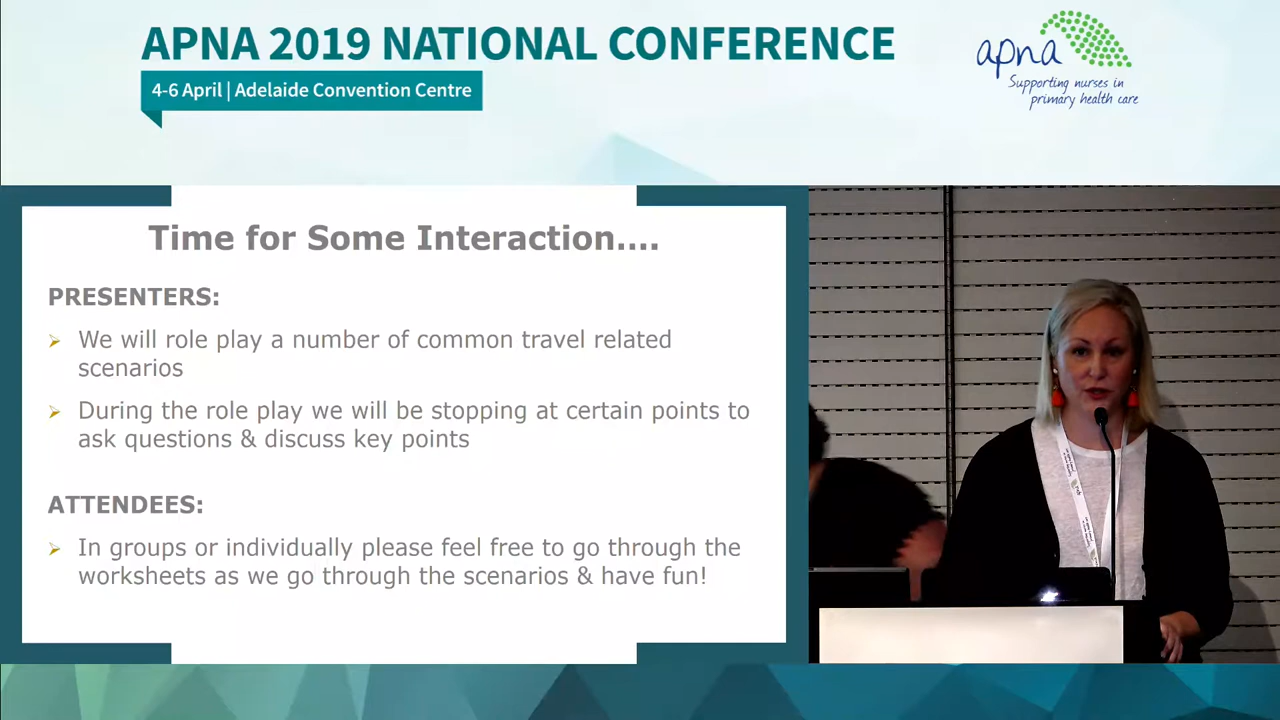 APNA 2019 NATIONAL CONFERENCE
4-6 April | Adelaide Convention Centre
apna
Supporting nurses in
primary health care
Time for Some Interaction....
PRESENTERS:
We will role play a number of common travel related
scenarios
During the role play we will be stopping at certain points to
ask questions & discuss key points
ATTENDEES:
In groups or individually please feel free to go through the
worksheets as we go through the scenarios & have fun!